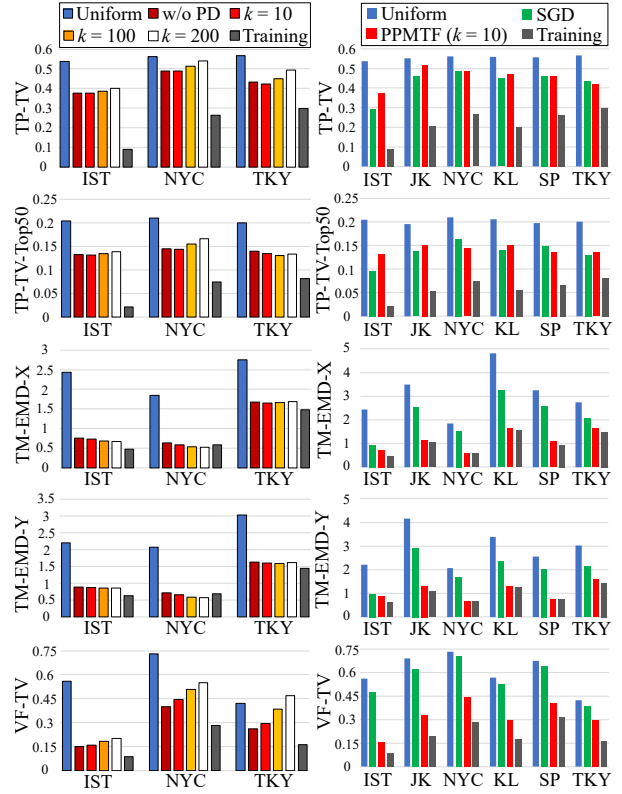 Uniform w/o PD k = 10
k = 100 k = 200 Training
TP-TV
0.6
0.5
0.4
0.3
0.2
0.1
0
IST NYC TKY
TP-TV-Top50
0.25
0.2
0.15
0.1
0.05
0
IST NYC TKY
TM-EMD-X
3
2.5
2
1.5
1
0.5
0
IST NYC TKY
TM-EMD-Y
3.5
3
2.5
2
1.5
1
0.5
0
IST NYC TKY
VF-TV
0.75
0.6
0.45
0.3
0.15
0
IST NYC TKY
Uniform SGD
PPMTF (k = 10) Training
TP-TV
0.6
0.5
0.4
0.3
0.2
0.1
0
IST JK NYC KL SP TKY
TP-TV-Top50
0.25
0.2
0.15
0.1
0.05
0
IST JK NYC KL SP TKY
TM-EMD-X
5
4
3
2
1
0
IST JK NYC KL SP TKY
TM-EMD-Y
5
4
3
2
1
0
IST JK NYC KL SP TKY
VF-TV
0.75
0.6
0.45
0.3
0.15
0
IST JK NYC KL SP TKY